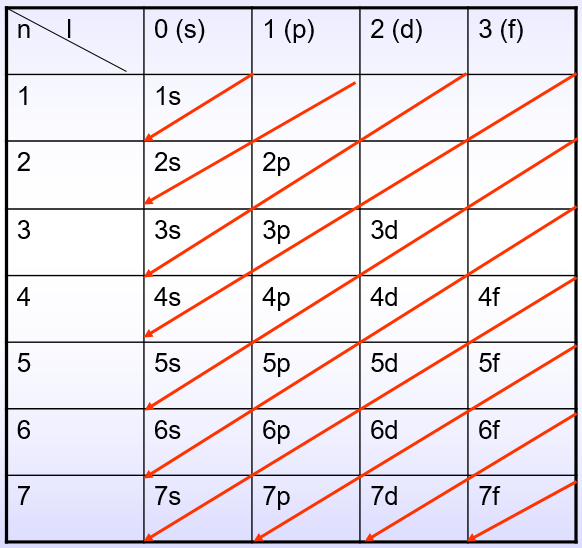 n l 0 (s) 1 (p) 2 (d) 3 (f)
1 1s
2 2s 2p
3 3s 3p 3d
4 4s 4p 4d 4f
5 5s 5p 5d 5f
6 6s 6p 6d 6f
7 7s 7p 7d 7f